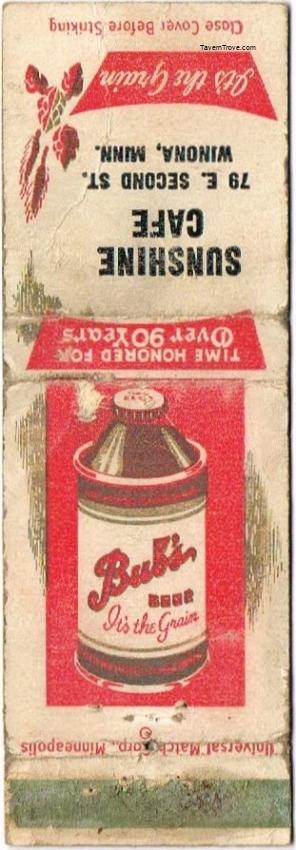 TavernTrove.com
Close Cover Before Striking
It's the Grain
SUNSHINE
CAFE
79 E. SECOND ST.
WINONA, MINN.
TIME HONORED FOR
Over 90 Years
Bub's
BEER
It's the Grain
Universal Match Corp., Minneapolis